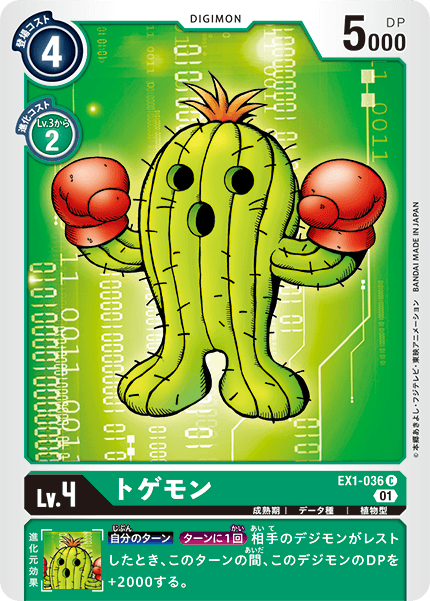 登場コスト
4
DIGIMON
DP
5000
進化コスト
Lv.3から
2
©本郷あきよし・フジテレビ・東映アニメーション BANDAI MADE IN JAPAN
EX1-036 C
01
Lv.4
トゲモン
成熟期 データ種 植物型
進化元効果
自分のターン ターンに1回 相手のデジモンがレスト
したとき、このターンの間、このデジモンのDPを
+2000する。